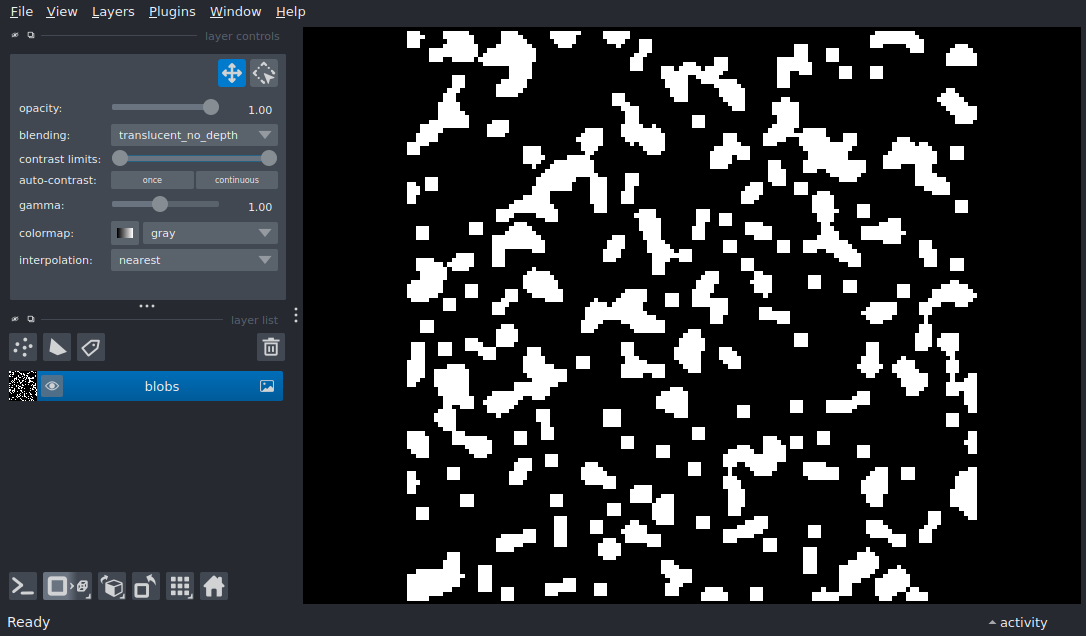 File View Layers Plugins Window Help
layer controls
opacity: 1.00
blending: translucent_no_depth
contrast limits:
auto-contrast: once continuous
gamma: 1.00
colormap: gray
interpolation: nearest
layer list
blobs
Ready
activity